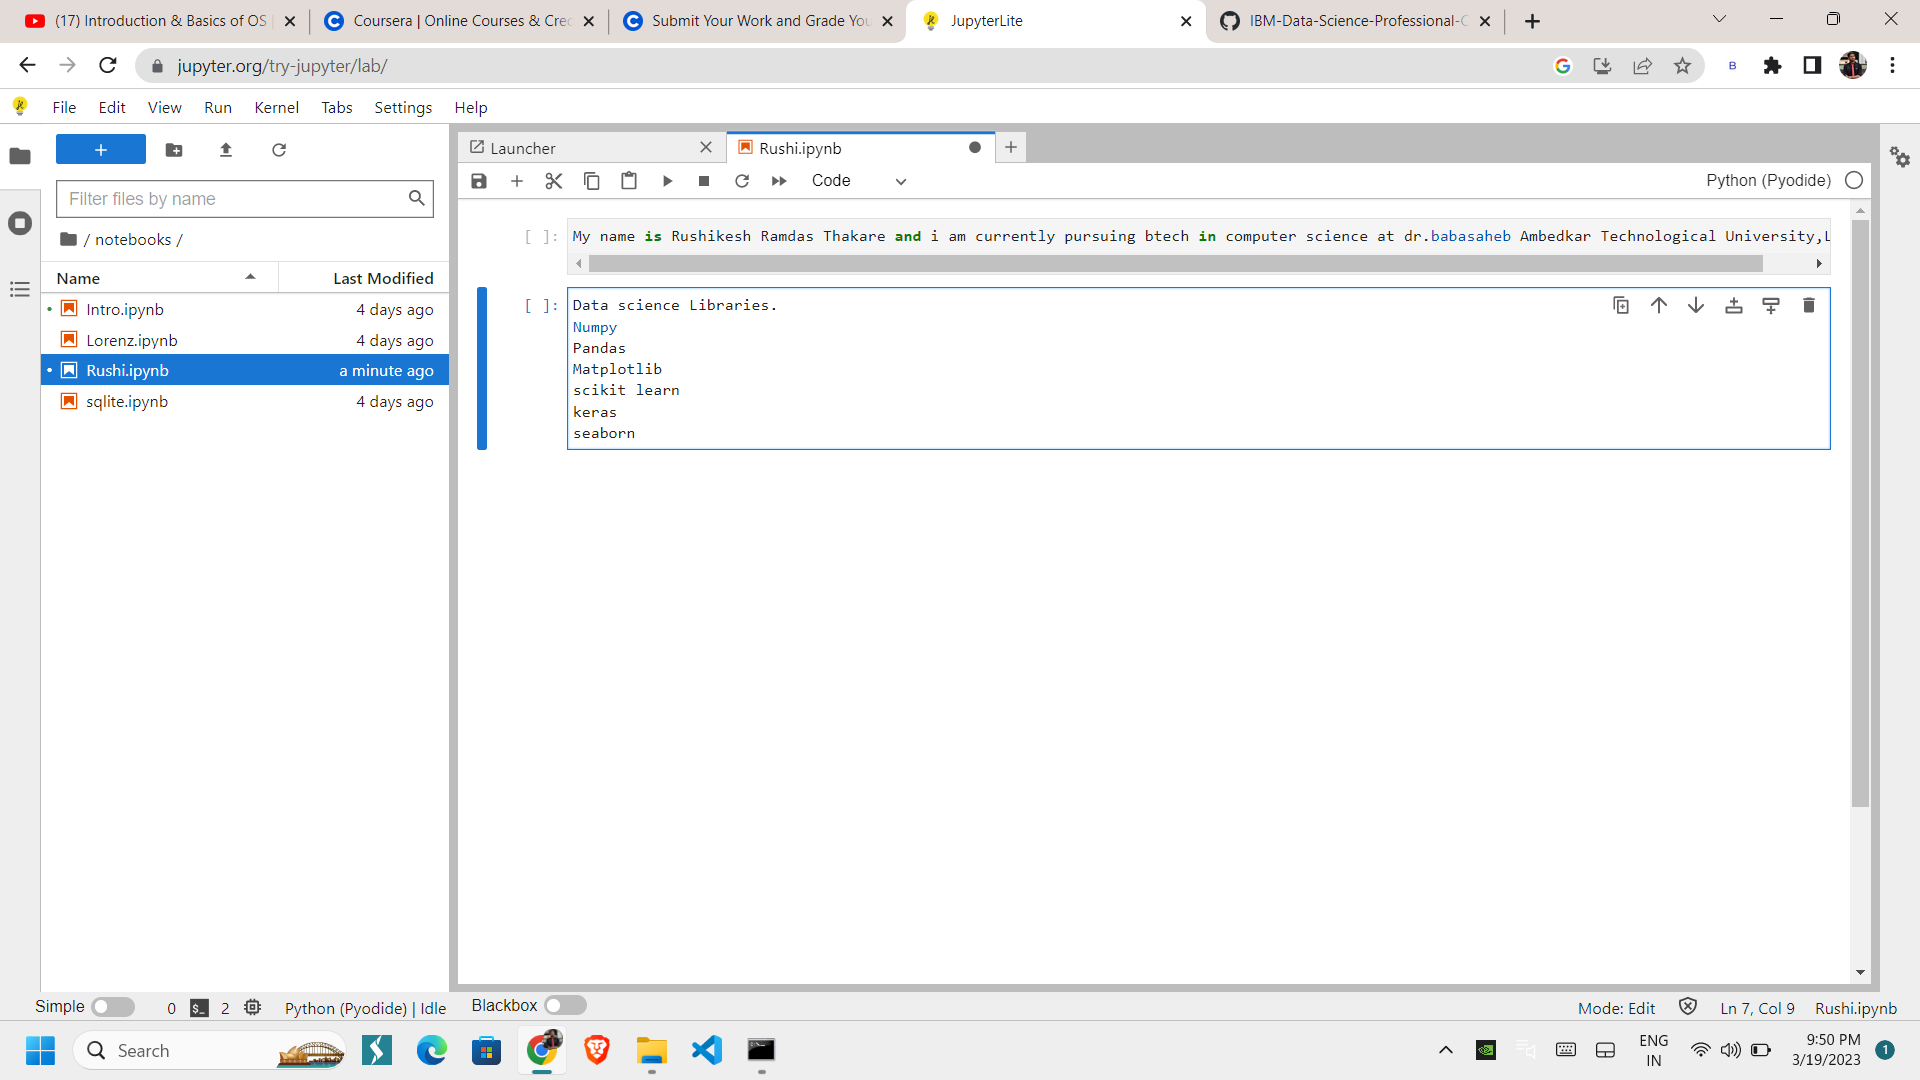 (17) Introduction & Basics of OS
Coursera | Online Courses & Cre
Submit Your Work and Grade You
JupyterLite
IBM-Data-Science-Professional-C
jupyter.org/try-jupyter/lab/
B
File Edit View Run Kernel Tabs Settings Help
Launcher
Rushi.ipynb
Filter files by name
Code
Python (Pyodide)
/ notebooks /
Name Last Modified
Intro.ipynb 4 days ago
Lorenz.ipynb 4 days ago
Rushi.ipynb a minute ago
sqlite.ipynb 4 days ago
[ ]: My name is Rushikesh Ramdas Thakare and i am currently pursuing btech in computer science at dr.babasaheb Ambedkar Technological University,L
[ ]: Data science Libraries.
Numpy
Pandas
Matplotlib
scikit learn
keras
seaborn
Simple 0 2 Python (Pyodide) | Idle Blackbox Mode: Edit Ln 7, Col 9 Rushi.ipynb
Search
ENG
IN
9:50 PM
3/19/2023
1